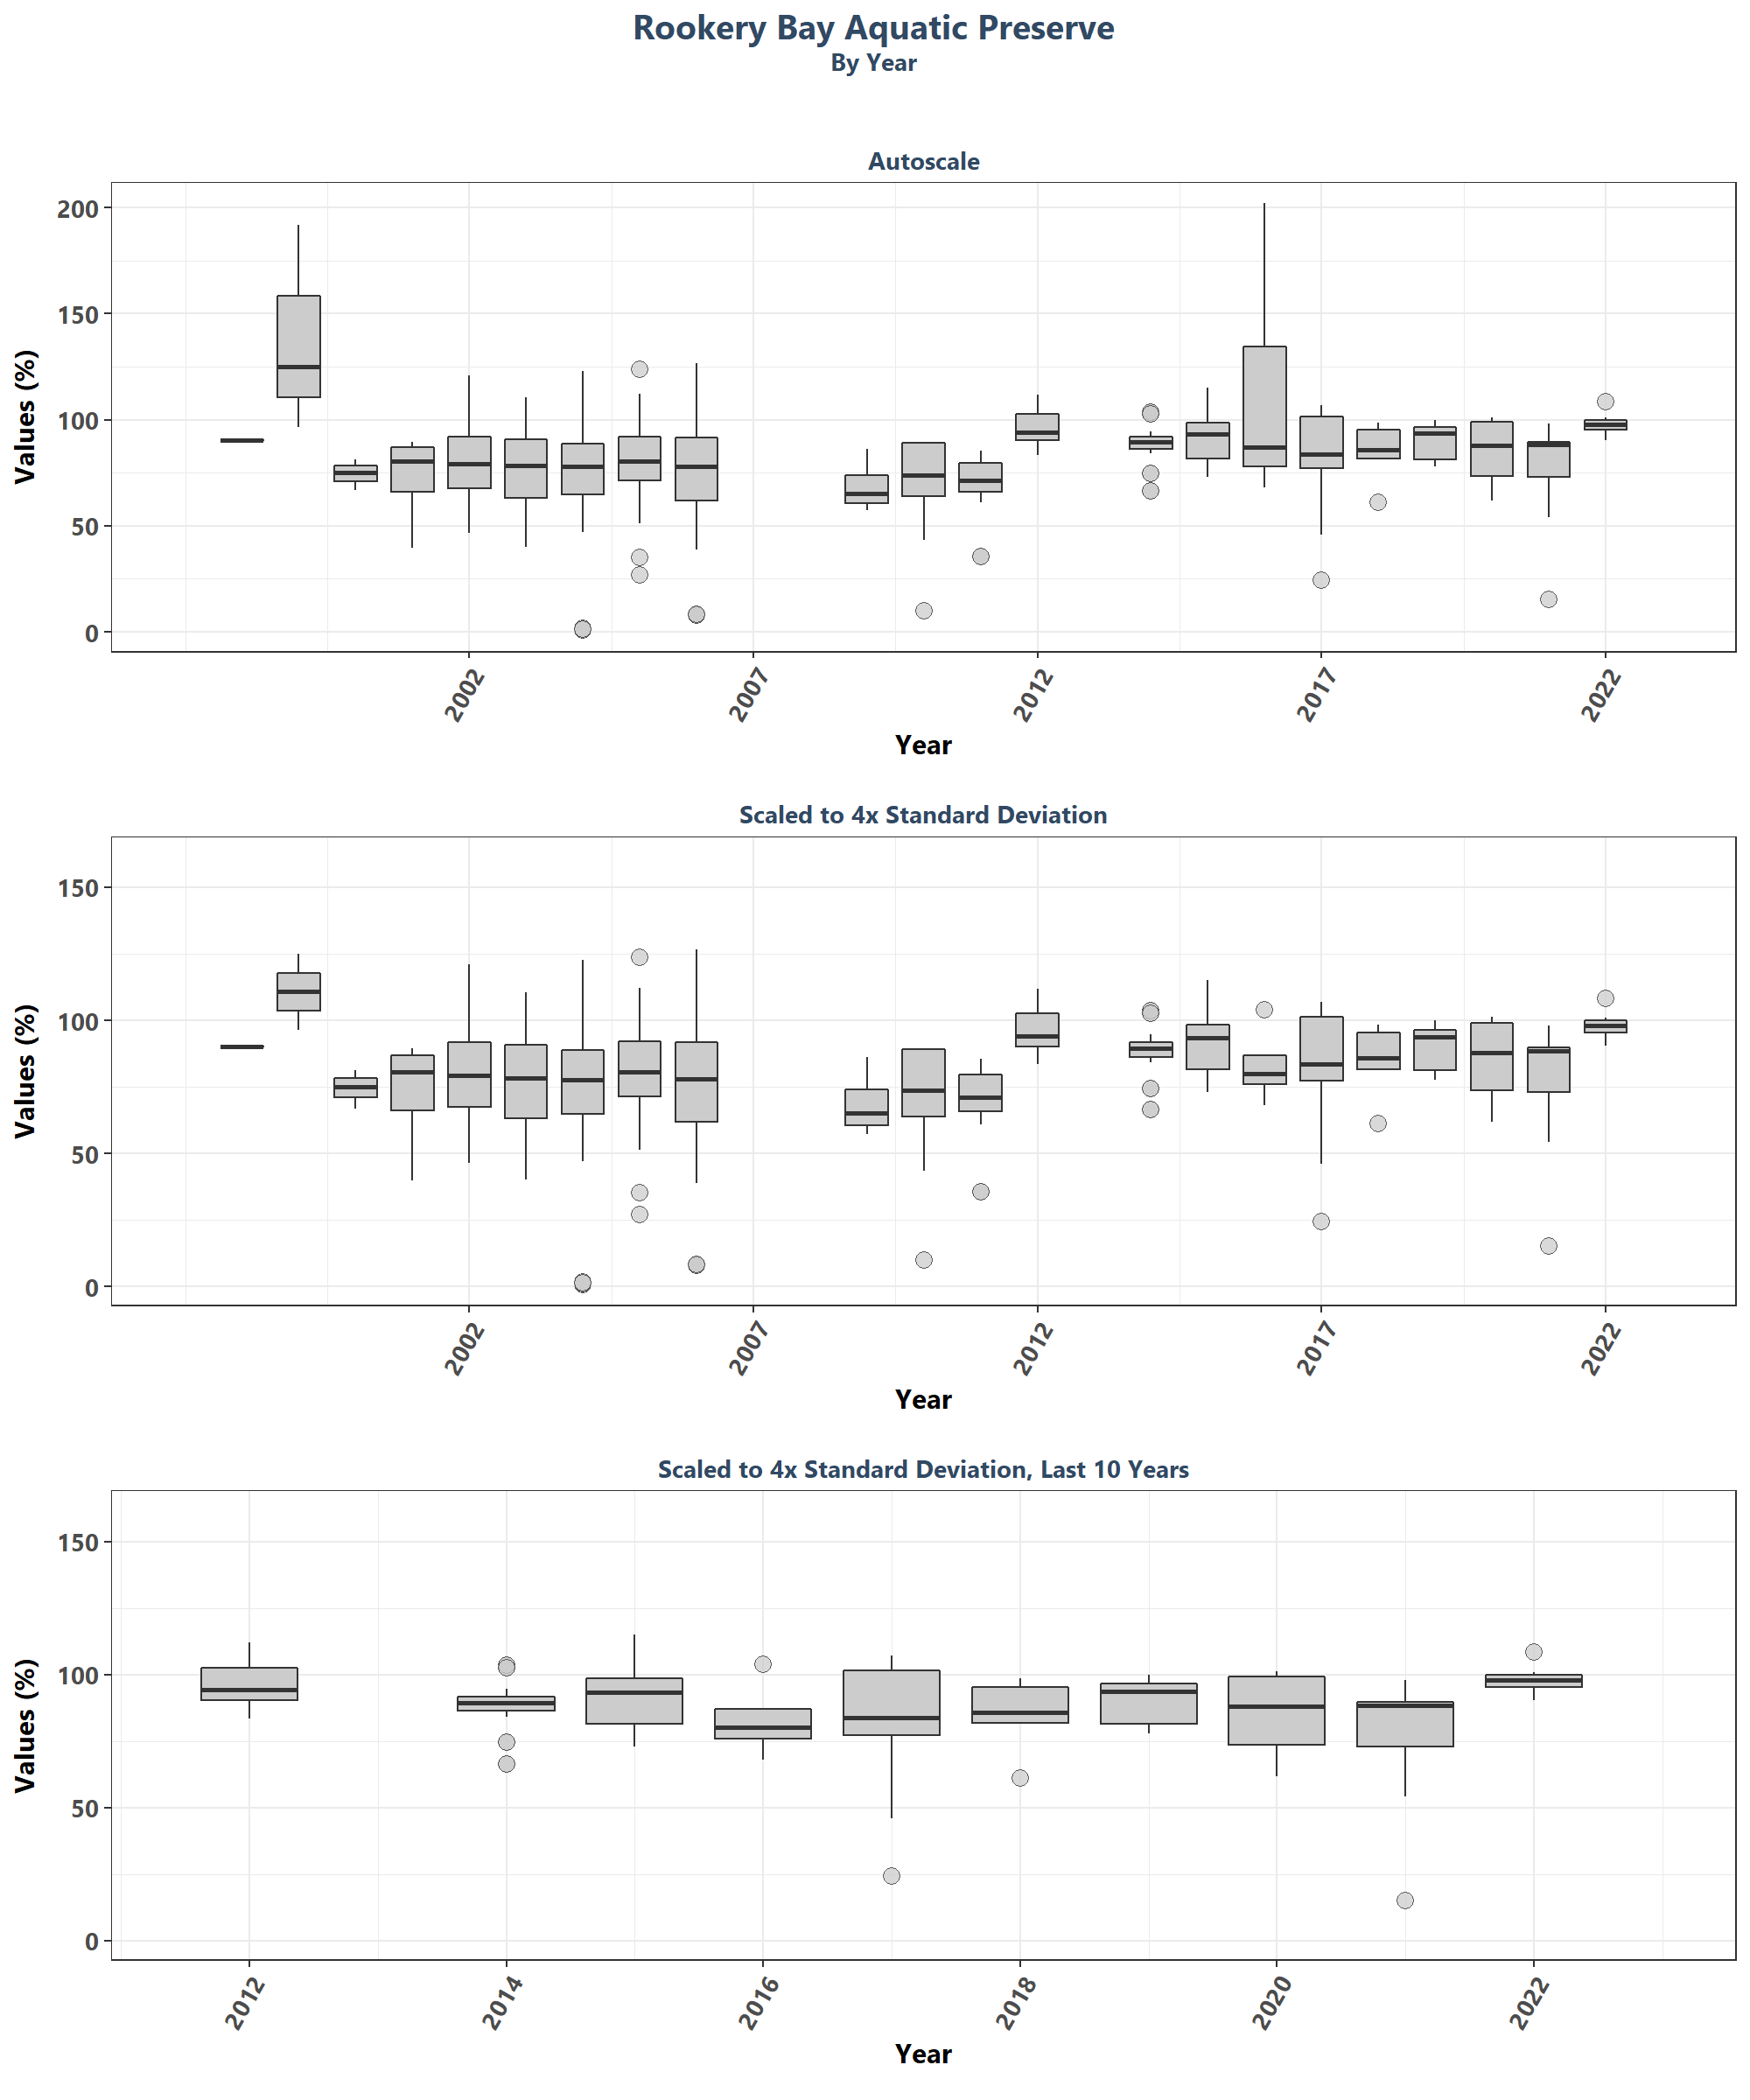 Rookery Bay Aquatic Preserve
By Year
Autoscale
Values (%)
200
150
100
50
0
2002 2007 2012 2017 2022
Year
Scaled to 4x Standard Deviation
Values (%)
150
100
50
0
2002 2007 2012 2017 2022
Year
Scaled to 4x Standard Deviation, Last 10 Years
Values (%)
150
100
50
0
2012 2014 2016 2018 2020 2022
Year